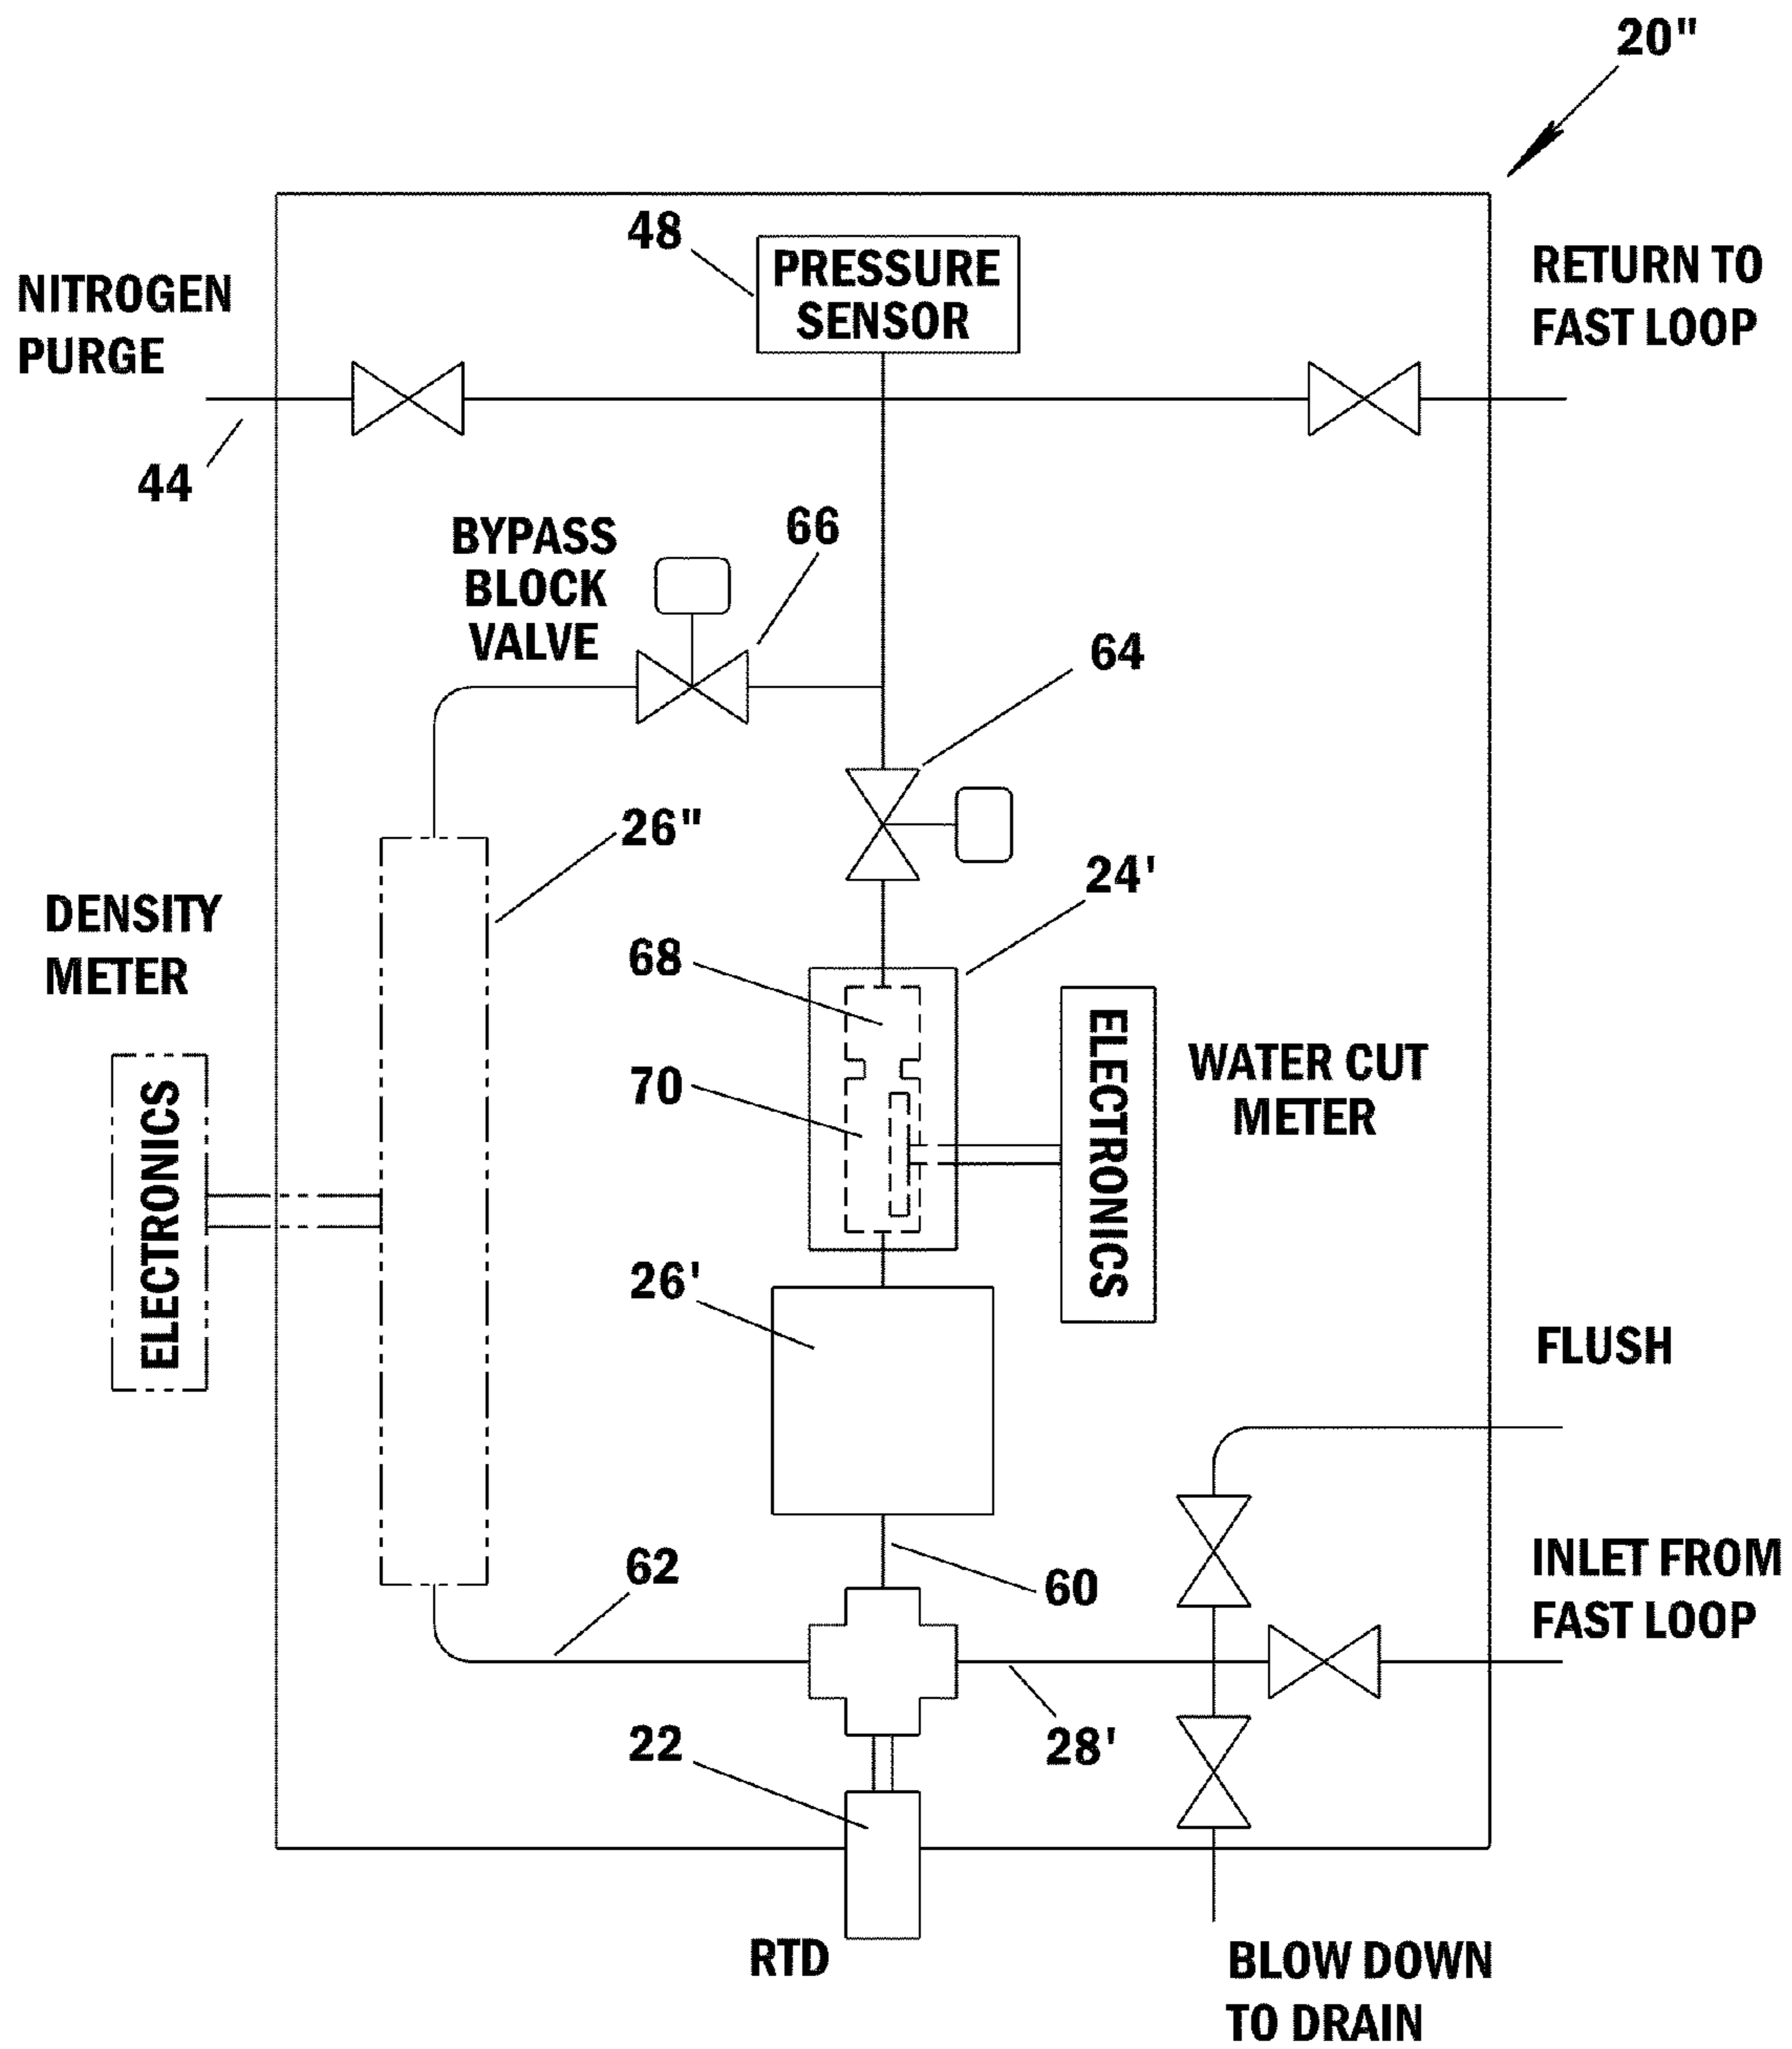 20"
48
PRESSURE
SENSOR
NITROGEN
PURGE
RETURN TO
FAST LOOP
44
BYPASS
BLOCK
VALVE
66
64
26"
24'
DENSITY
METER
68
70
ELECTRONICS
WATER CUT
METER
ELECTRONICS
26'
FLUSH
62
60
INLET FROM
FAST LOOP
22
28'
RTD
BLOW DOWN
TO DRAIN